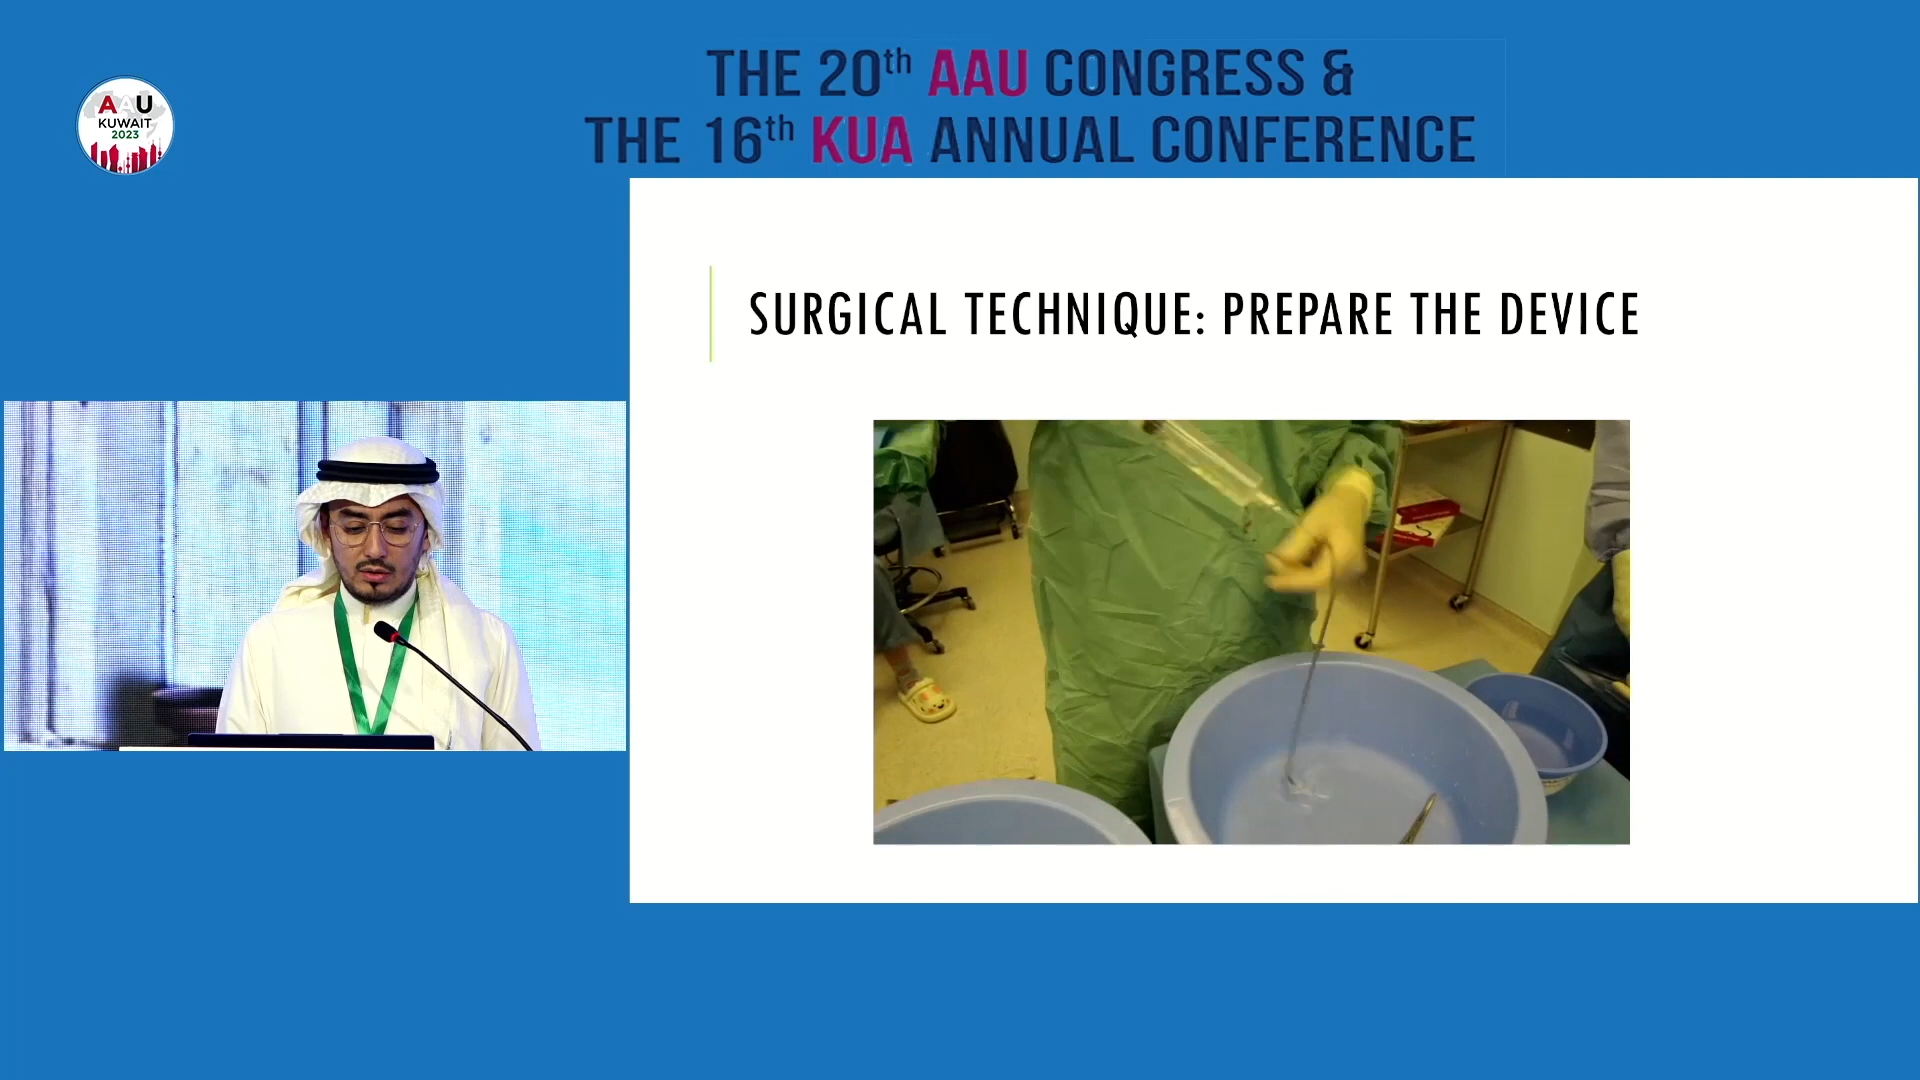 THE 20th AAU CONGRESS &
THE 16th KUA ANNUAL CONFERENCE
AAU
KUWAIT
2023
SURGICAL TECHNIQUE: PREPARE THE DEVICE